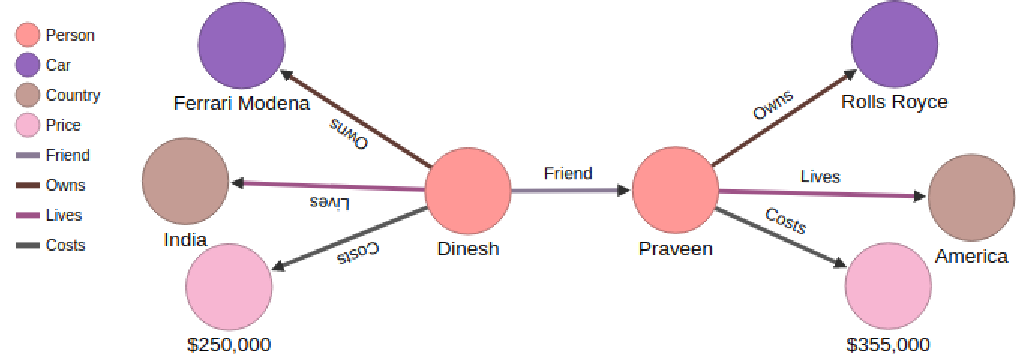 Person
Car
Country
Price
Friend
Owns
Lives
Costs
Ferrari Modena
Rolls Royce
Owns
Owns
Friend
Lives
Lives
India
Dinesh
Praveen
America
Costs
Costs
$250,000
$355,000